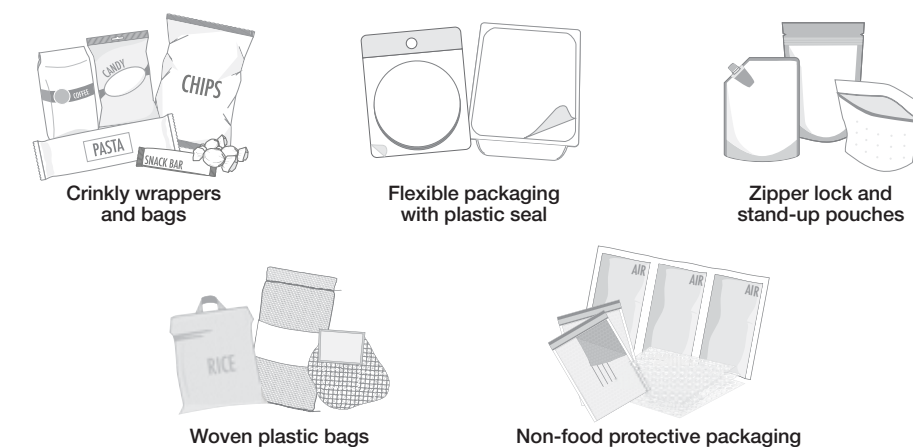 COFFEE
CANDY
CHIPS
PASTA
SNACK BAR
Crinkly wrappers
and bags
Flexible packaging
with plastic seal
Zipper lock and
stand-up pouches
RICE
Woven plastic bags
AIR
AIR
AIR
Non-food protective packaging